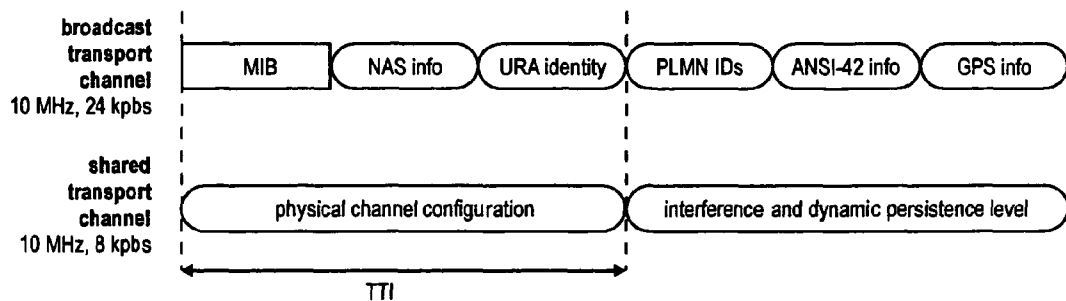 broadcast
transport
channel
10 MHz, 24 kpbs
MIB
NAS info
URA identity
PLMN IDs
ANSI-42 info
GPS info
shared
transport
channel
10 MHz, 8 kpbs
physical channel configuration
interference and dynamic persistence level
TTI